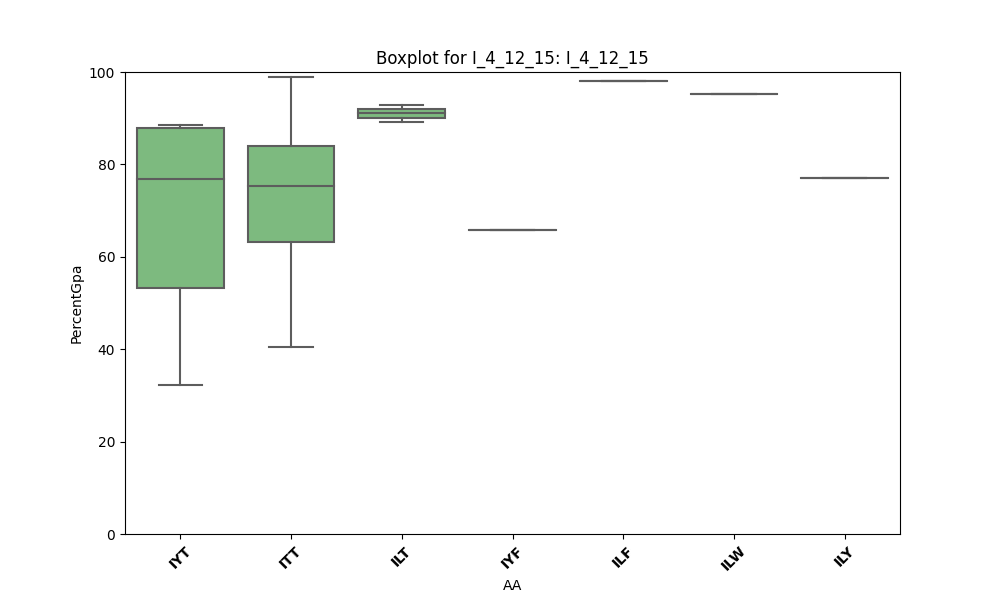 Boxplot for I_4_12_15: I_4_12_15
100
80
60
40
20
0
PercentGpa
IYT
ITT
ILT
IYF
ILF
ILW
ILY
AA